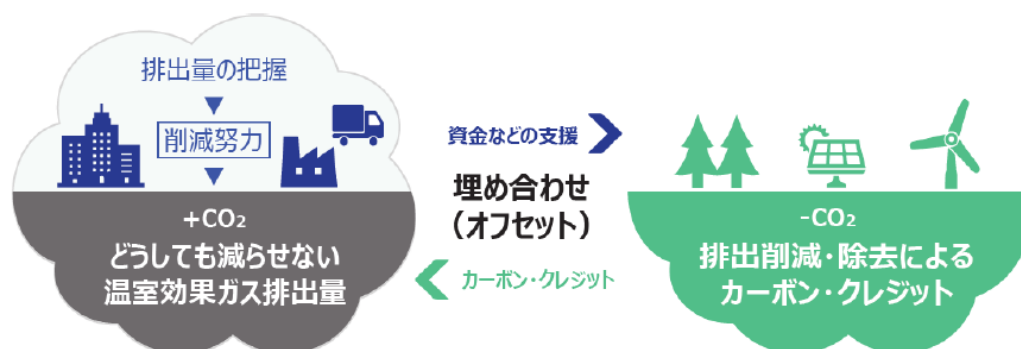 排出量の把握
削減努力
+CO₂
どうしても減らせない
温室効果ガス排出量
資金などの支援
埋め合わせ
（オフセット）
カーボン・クレジット
-CO₂
排出削減・除去による
カーボン・クレジット